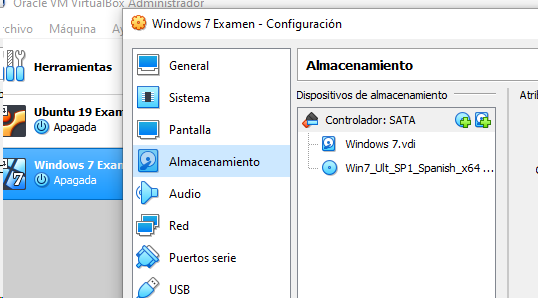 Oracle VM VirtualBox Administrador
Windows 7 Examen - Configuración
rchivo Máquina Ay
Herramientas
Ubuntu 19 Exam
Apagada
Windows 7 Exam
Apagada
General
Sistema
Pantalla
Almacenamiento
Audio
Red
Puertos serie
USB
Almacenamiento
Dispositivos de almacenamiento
Controlador: SATA
Windows 7.vdi
Win7_Ult_SP1_Spanish_x64 ...
Atri